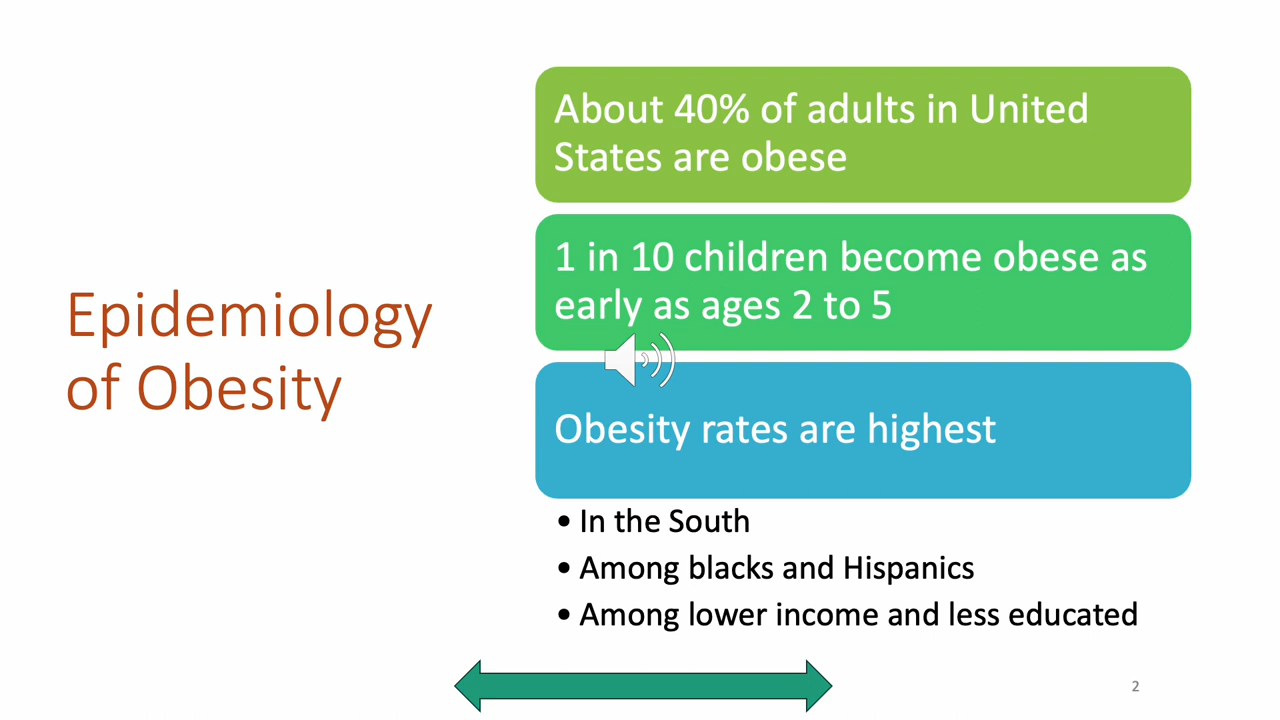 Epidemiology
of Obesity
About 40% of adults in United
States are obese
1 in 10 children become obese as
early as ages 2 to 5
Obesity rates are highest
• In the South
• Among blacks and Hispanics
• Among lower income and less educated
2